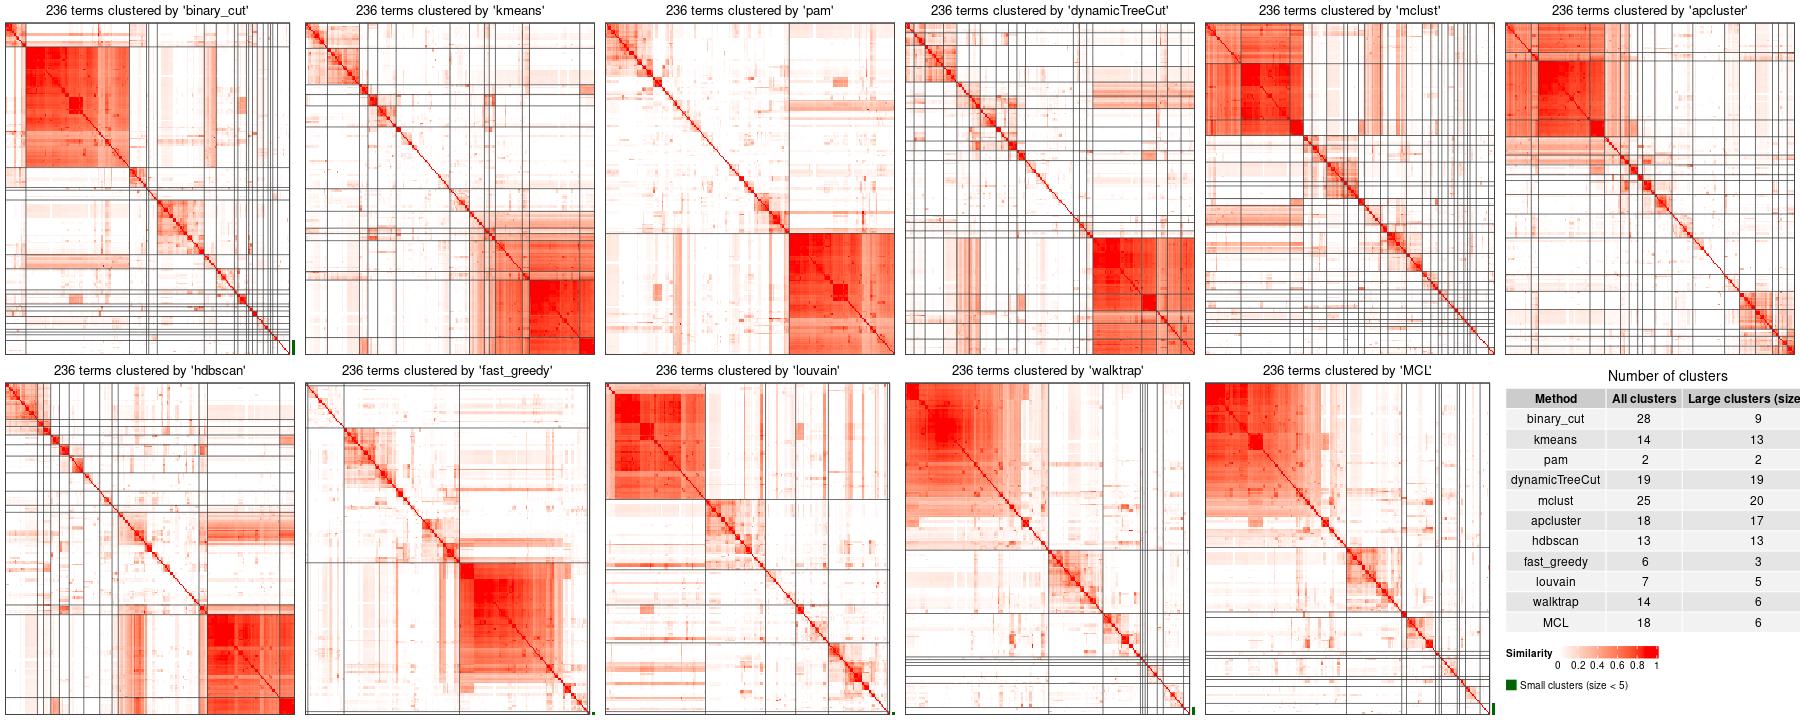 236 terms clustered by 'binary_cut'
236 terms clustered by 'kmeans'
236 terms clustered by 'pam'
236 terms clustered by 'dynamicTreeCut'
236 terms clustered by 'mclust'
236 terms clustered by 'apcluster'
236 terms clustered by 'hdbscan'
236 terms clustered by 'fast_greedy'
236 terms clustered by 'louvain'
236 terms clustered by 'walktrap'
236 terms clustered by 'MCL'
Number of clusters
Method All clusters Large clusters (size
binary_cut 28 9
kmeans 14 13
pam 2 2
dynamicTreeCut 19 19
mclust 25 20
apcluster 18 17
hdbscan 13 13
fast_greedy 6 3
louvain 7 5
walktrap 14 6
MCL 18 6
Similarity
0 0.2 0.4 0.6 0.8 1
Small clusters (size < 5)